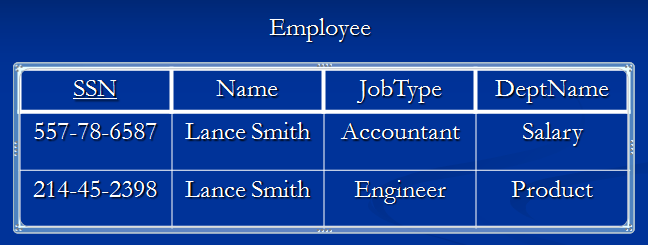 Employee
SSN Name JobType DeptName
557-78-6587 Lance Smith Accountant Salary
214-45-2398 Lance Smith Engineer Product